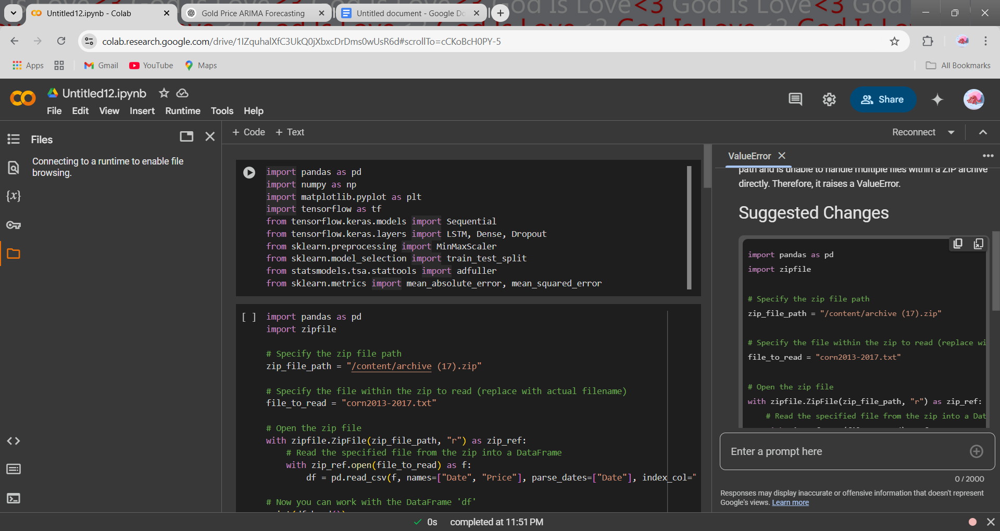 God Is Love<3 God Is Love<3 God
Untitled12.ipynb - Colab
Gold Price ARIMA Forecasting
Untitled document - Google Do
colab.research.google.com/drive/1IZquhalXfC3UkQ0jXbxcDrDms0wUsR6d#scrollTo=cCKoBcH0PY-5
Apps
Gmail
YouTube
Maps
All Bookmarks
Untitled12.ipynb
File Edit View Insert Runtime Tools Help
Share
Files
Connecting to a runtime to enable file
browsing.
+ Code + Text
Reconnect
import pandas as pd
import numpy as np
import matplotlib.pyplot as plt
import tensorflow as tf
from tensorflow.keras.models import Sequential
from tensorflow.keras.layers import LSTM, Dense, Dropout
from sklearn.preprocessing import MinMaxScaler
from sklearn.model_selection import train_test_split
from statsmodels.tsa.stattools import adfuller
from sklearn.metrics import mean_absolute_error, mean_squared_error
[ ] import pandas as pd
import zipfile
# Specify the zip file path
zip_file_path = "/content/archive (17).zip"
# Specify the file within the zip to read (replace with actual filename)
file_to_read = "corn2013-2017.txt"
# Open the zip file
with zipfile.ZipFile(zip_file_path, "r") as zip_ref:
# Read the specified file from the zip into a DataFrame
with zip_ref.open(file_to_read) as f:
df = pd.read_csv(f, names=["Date", "Price"], parse_dates=["Date"], index_col="
# Now you can work with the DataFrame 'df'
ValueError
path and is unable to handle multiple files within a ZIP archive
directly. Therefore, it raises a ValueError.
Suggested Changes
import pandas as pd
import zipfile
# Specify the zip file path
zip_file_path = "/content/archive (17).zip"
# Specify the file within the zip to read (replace wi
file_to_read = "corn2013-2017.txt"
# Open the zip file
with zipfile.ZipFile(zip_file_path, "r") as zip_ref:
# Read the specified file from the zip into a Dat
Enter a prompt here
0 / 2000
Responses may display inaccurate or offensive information that doesn't represent
Google's views. Learn more
0s completed at 11:51 PM